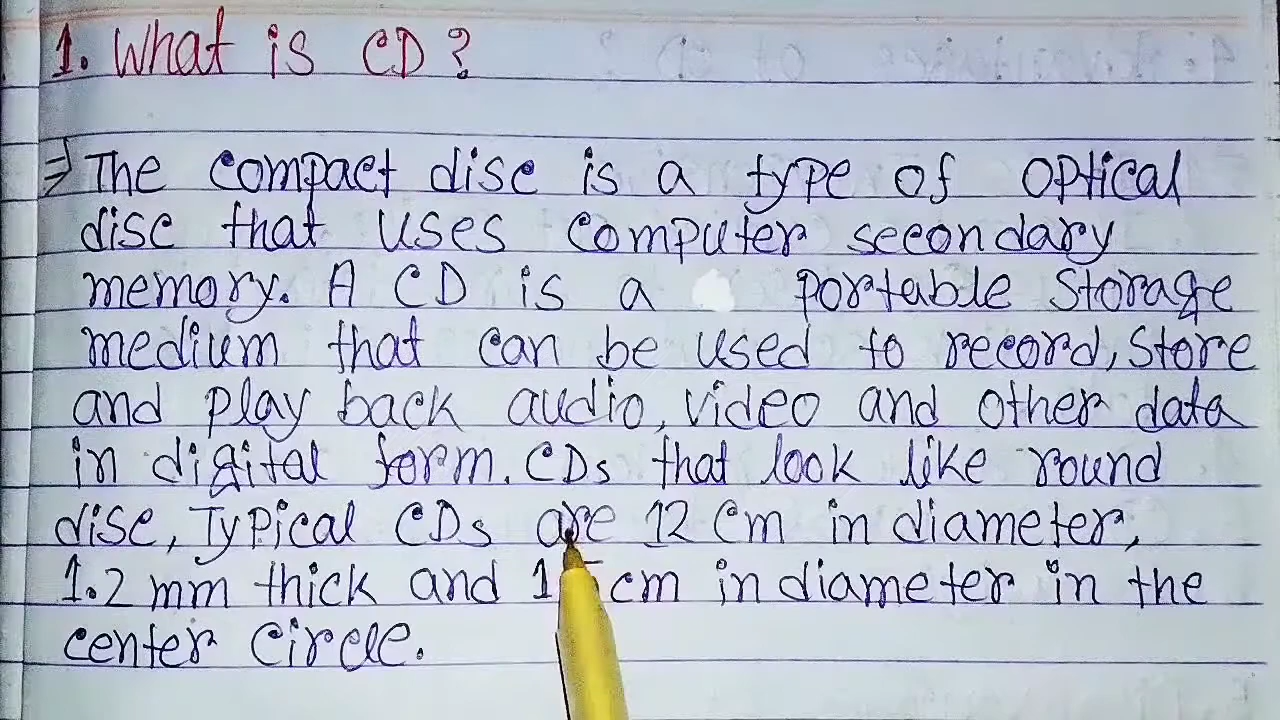 1. What is CD?
⇒ The compact disc is a type of optical
disc that uses computer secondary
memory. A CD is a portable storage
medium that can be used to record, store
and play back audio, video and other data
in digital form. CDs that look like round
disc, Typical CDs are 12 cm in diameter,
1.2 mm thick and cm in diameter in the
center circle.